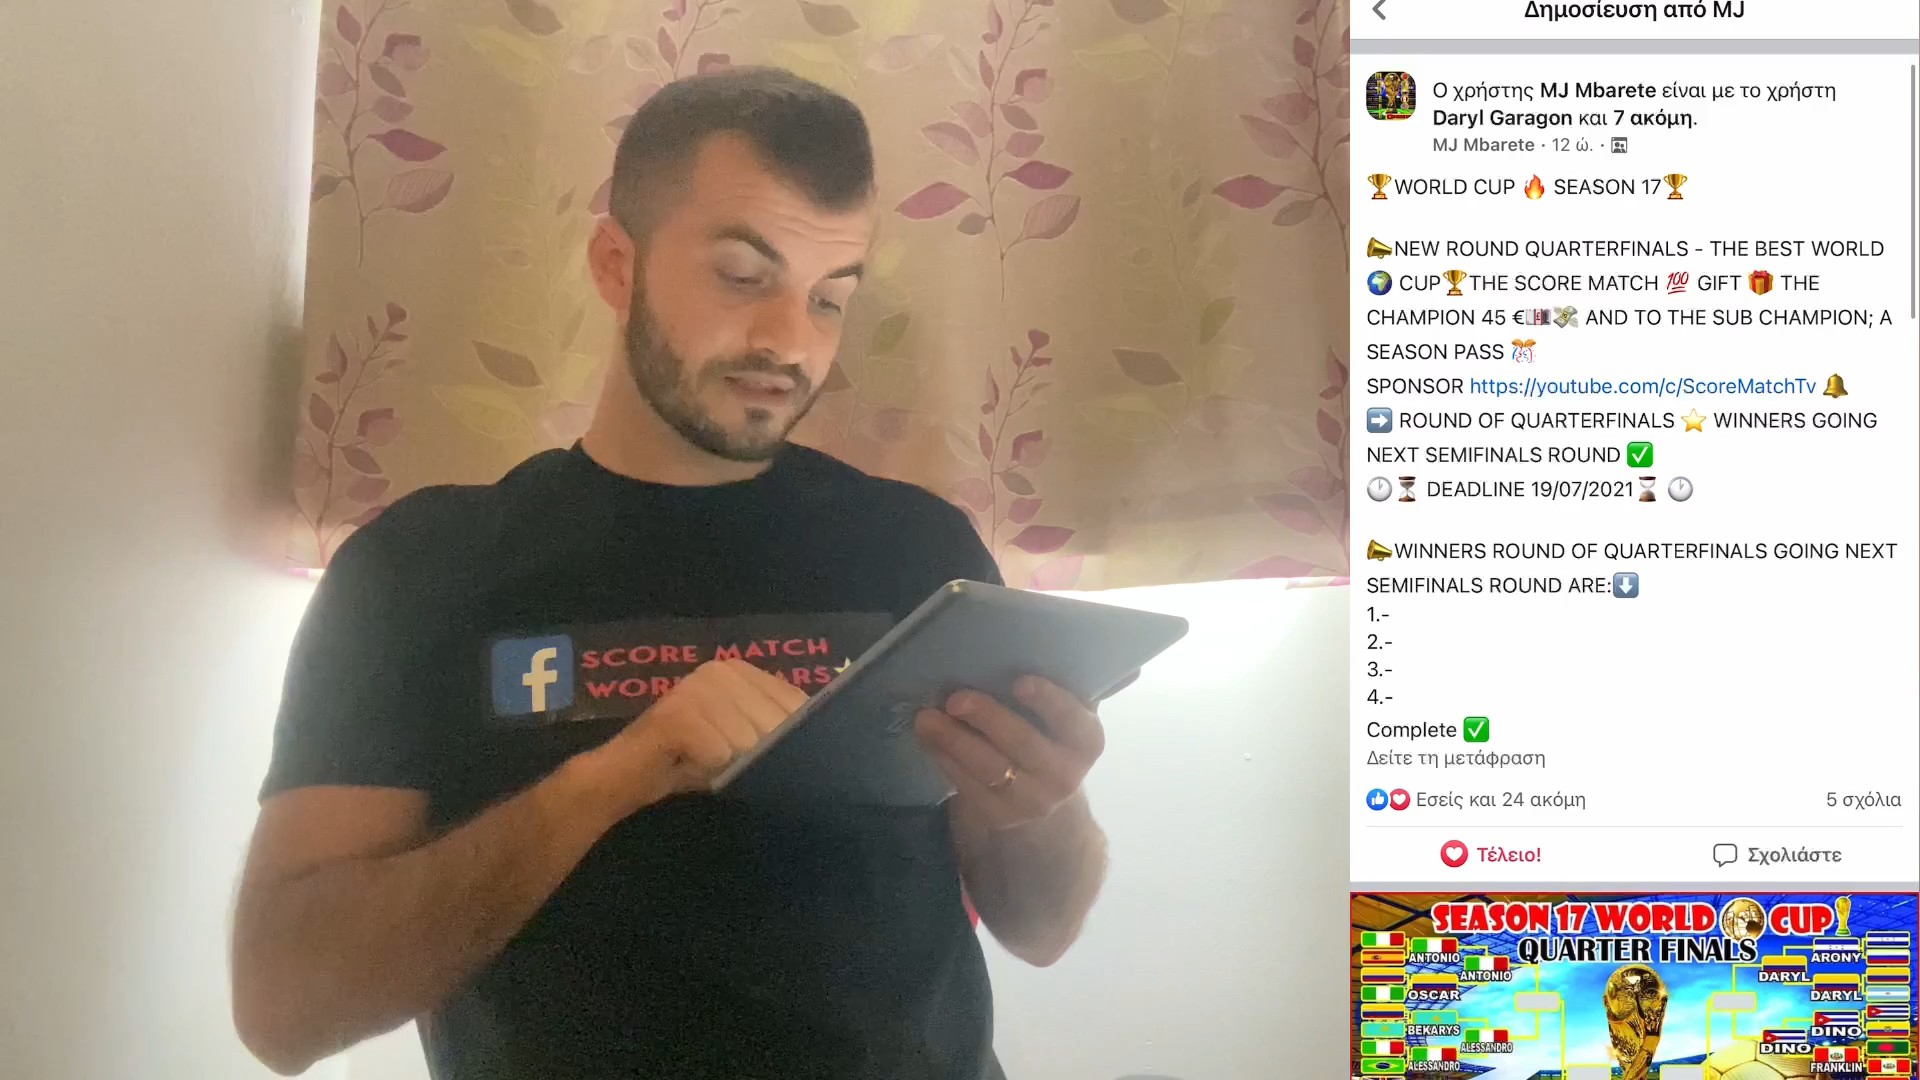 Δημοσίευση από MJ
Ο χρήστης MJ Mbarete είναι με το χρήστη
Daryl Garagon και 7 ακόμη.
MJ Mbarete · 12 ώ. ·
🏆WORLD CUP 🔥 SEASON 17🏆
📣NEW ROUND QUARTERFINALS - THE BEST WORLD
🌍 CUP🏆THE SCORE MATCH 💯 GIFT 🎁 THE
CHAMPION 45 €💷💸 AND TO THE SUB CHAMPION; A
SEASON PASS 🎊
SPONSOR https://youtube.com/c/ScoreMatchTv 🔔
➡️ ROUND OF QUARTERFINALS ⭐ WINNERS GOING
NEXT SEMIFINALS ROUND ✅
🕐⏳ DEADLINE 19/07/2021⏳ 🕐
📣WINNERS ROUND OF QUARTERFINALS GOING NEXT
SEMIFINALS ROUND ARE:⬇️
1.-
2.-
3.-
4.-
Complete ✅
Δείτε τη μετάφραση
Εσείς και 24 ακόμη
5 σχόλια
Τέλειο!
Σχολιάστε
SEASON 17 WORLD CUP
QUARTER FINALS
ANTONIO
ANTONIO
OSCAR
BEKARYS
ALESSANDRO
ALESSANDRO
ARONY
DARYL
DARYL
DINO
DINO
FRANKLIN
f SCORE MATCH